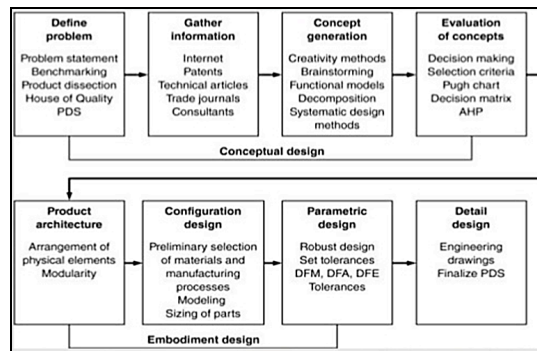 Define
problem
Problem statement
Benchmarking
Product dissection
House of Quality
PDS
Gather
information
Internet
Patents
Technical articles
Trade journals
Consultants
Concept
generation
Creativity methods
Brainstorming
Functional models
Decomposition
Systematic design
methods
Evaluation
of concepts
Decision making
Selection criteria
Pugh chart
Decision matrix
AHP
Conceptual design
Product
architecture
Arrangement of
physical elements
Modularity
Configuration
design
Preliminary selection
of materials and
manufacturing
processes
Modeling
Sizing of parts
Parametric
design
Robust design
Set tolerances
DFM, DFA, DFE
Tolerances
Detail
design
Engineering
drawings
Finalize PDS
Embodiment design